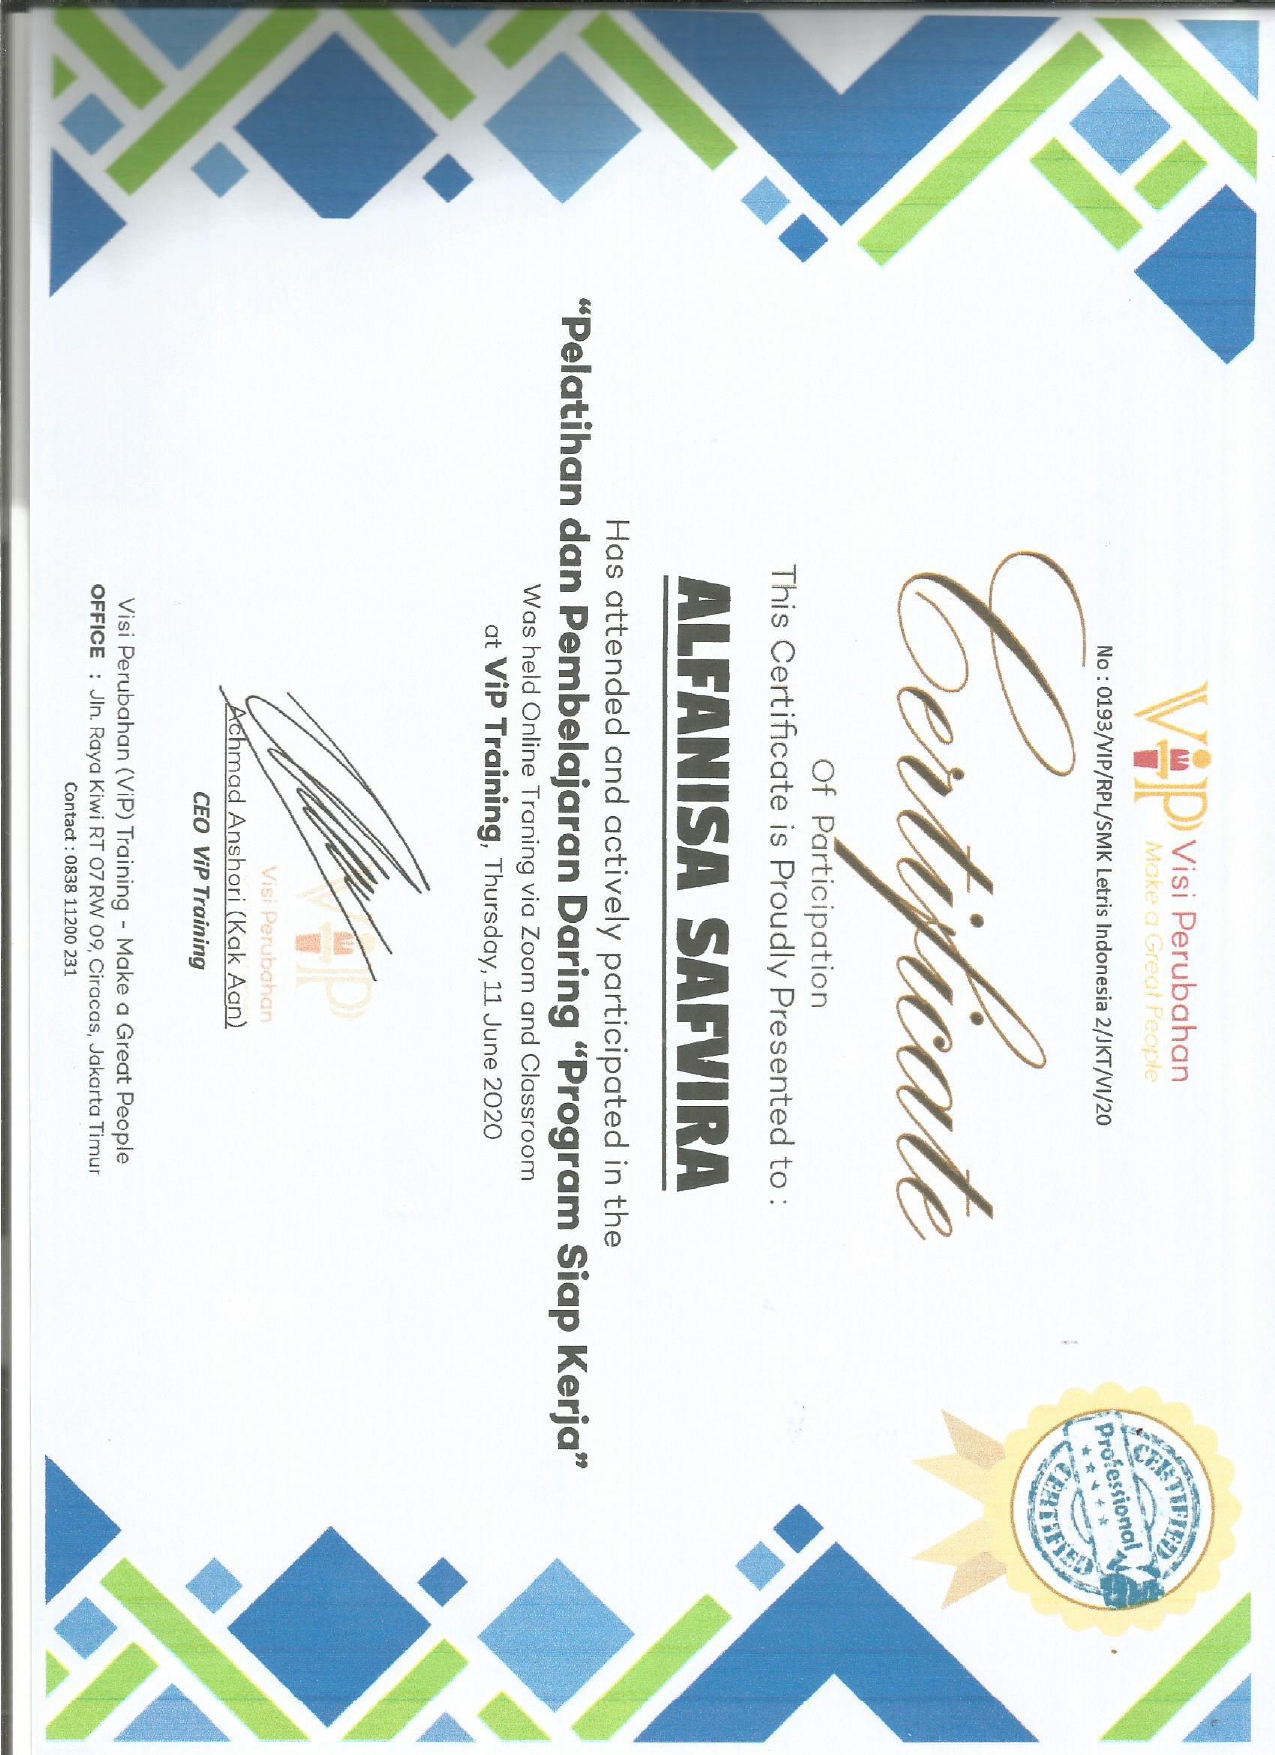 ViP Visi Perubahan
Make a Great People
No : 0193/VIP/RPL/SMK Letris Indonesia 2/JKT/VI/20
Certificate
Of Participation
This Certificate is Proudly Presented to :
ALFANISA SAFVIRA
Has attended and actively participated in the
“Pelatihan dan Pembelajaran Daring “Program Siap Kerja”
Was held Online Traning via Zoom and Classroom
at ViP Training, Thursday, 11 June 2020
ViP
Visi Perubahan
Achmad Anshori (Kak Aan)
CEO ViP Training
Visi Perubahan (ViP) Training - Make a Great People
OFFICE : Jln. Raya Kiwi RT 07 RW 09, Ciracas, Jakarta Timur
Contact : 0838 11200 231
CERTIFIED
Professional
CERTIFIED